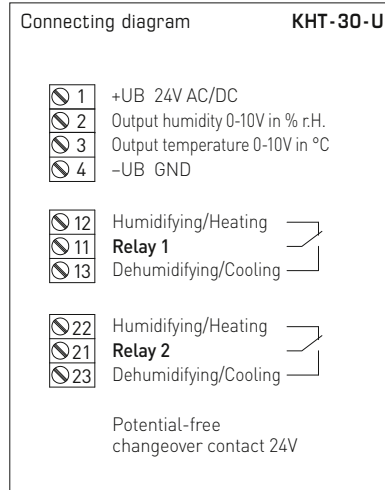 Connecting diagram KHT-30-U
1 +UB 24V AC/DC
2 Output humidity 0-10V in % r.H.
3 Output temperature 0-10V in °C
4 –UB GND
12 Humidifying/Heating
11 Relay 1
13 Dehumidifying/Cooling
22 Humidifying/Heating
21 Relay 2
23 Dehumidifying/Cooling
Potential-free
changeover contact 24V